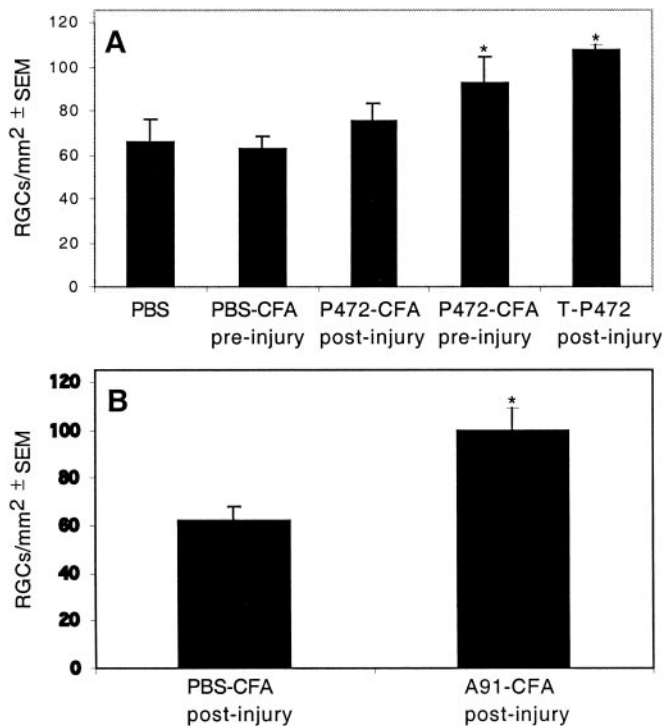 A
120
100
80
60
40
20
0
RGCs/mm² ± SEM
*
*
PBS
PBS-CFA
pre-injury
P472-CFA
post-injury
P472-CFA
pre-injury
T-P472
post-injury
B
120
100
80
60
40
20
0
RGCs/mm² ± SEM
*
PBS-CFA
post-injury
A91-CFA
post-injury